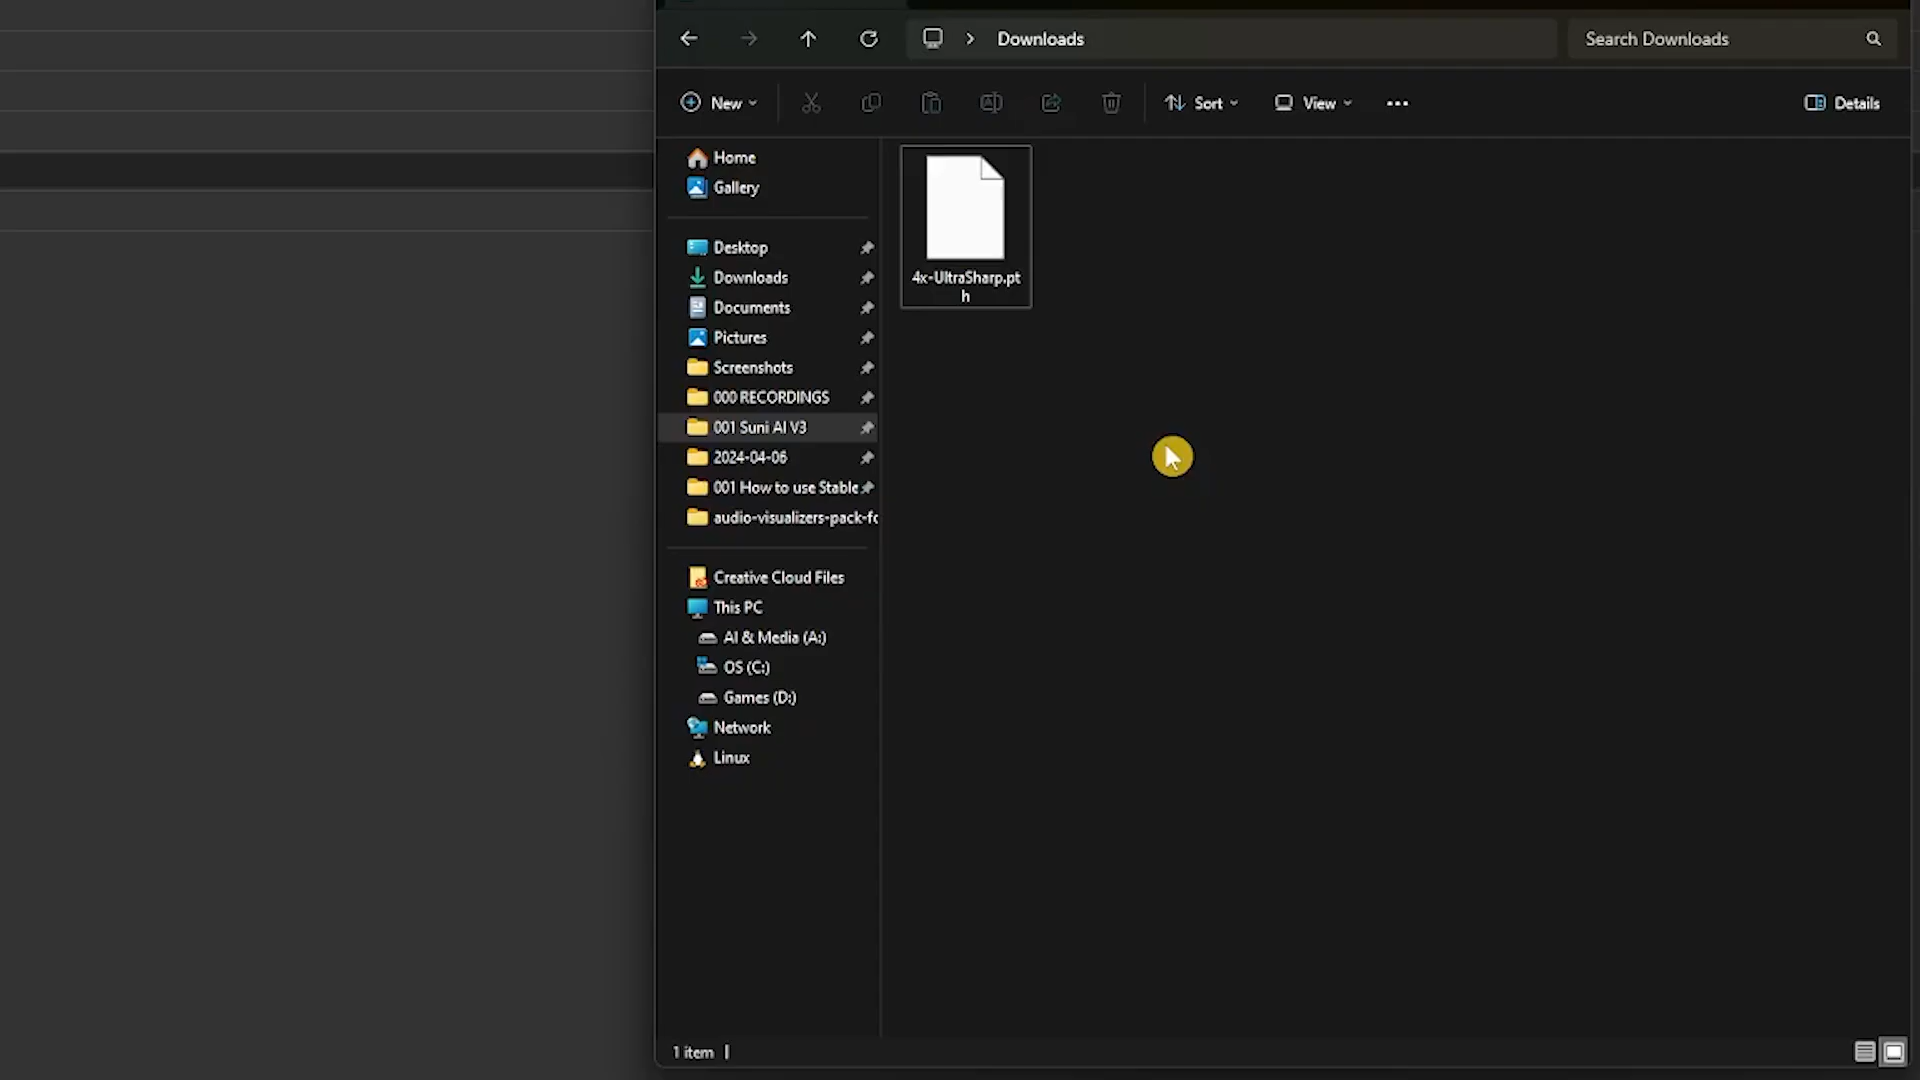 Downloads
Search Downloads
New
Sort
View
Details
Home
Gallery
Desktop
Downloads
Documents
Pictures
Screenshots
000 RECORDINGS
001 Suni AI V3
2024-04-06
001 How to use Stable
audio-visualizers-pack-fo
Creative Cloud Files
This PC
AI & Media (A:)
OS (C:)
Games (D:)
Network
Linux
4x-UltraSharp.pt
h
1 item